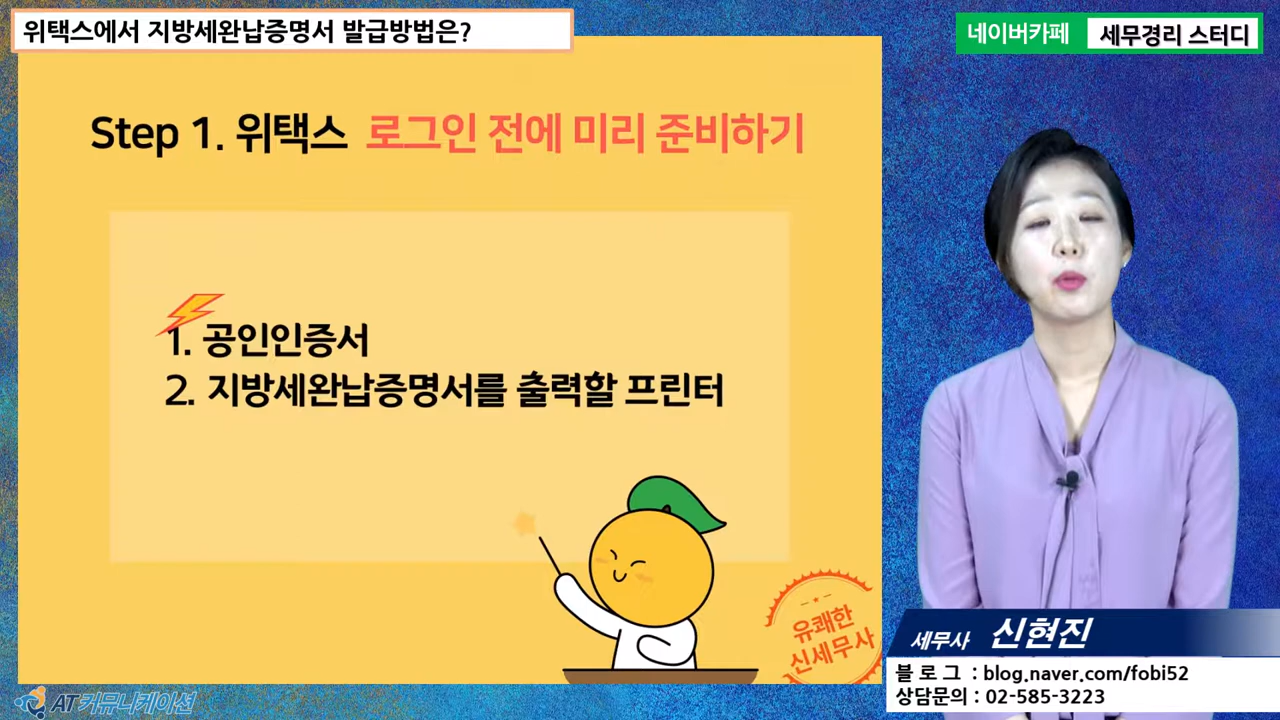 위택스에서 지방세완납증명서 발급방법은?
네이버카페 세무경리 스터디
Step 1. 위택스 로그인 전에 미리 준비하기
1. 공인인증서
2. 지방세완납증명서를 출력할 프린터
유쾌한
신세무사
세무사 신현진
블로그 : blog.naver.com/fobi52
상담문의 : 02-585-3223
AT커뮤니케이션